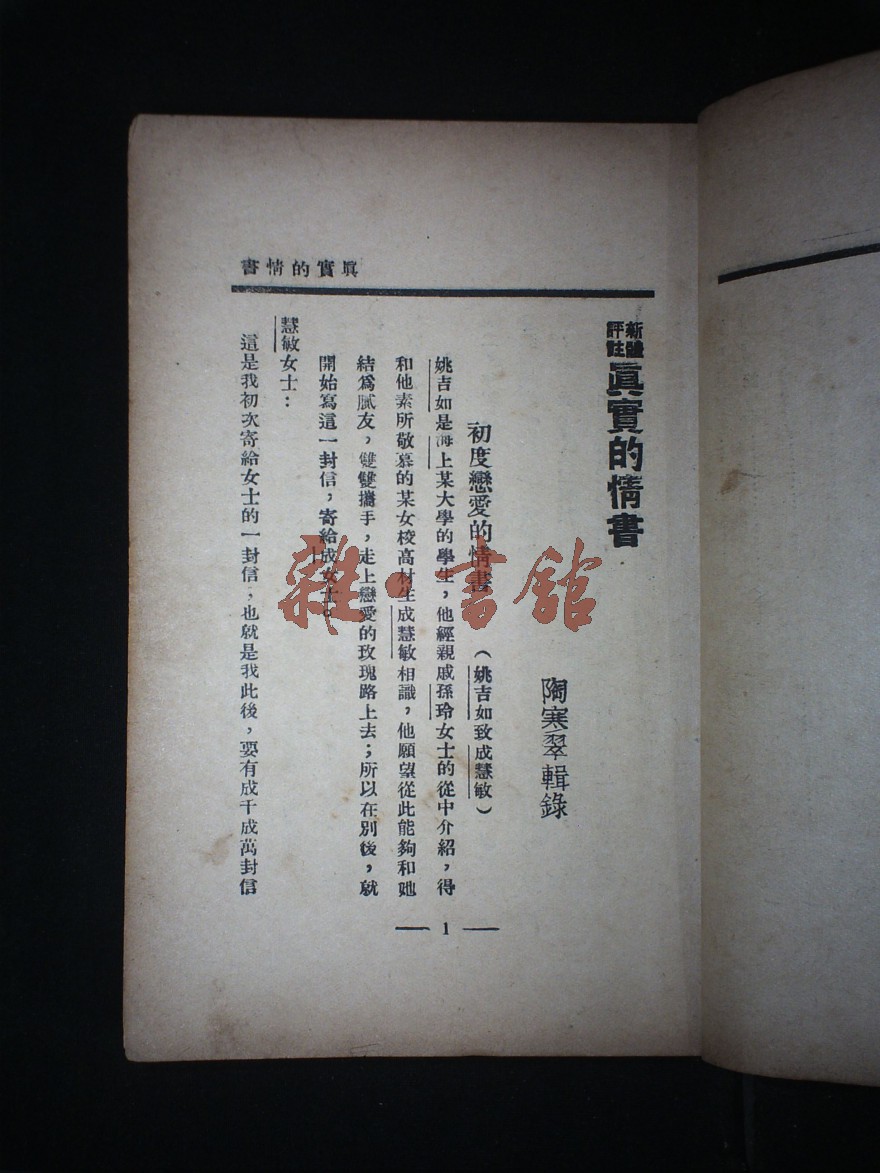 眞實的情書
新體評註眞實的情書
陶寒翠輯錄
初度戀愛的情書（姚吉如致成慧敏）
姚吉如是海上某大學的學生，他經親戚孫玲女士的從中介紹，得
和他素所敬慕的某女校高材生成慧敏相識，他願望從此能夠和她
結爲膩友，雙雙攜手，走上戀愛的玫瑰路上去；所以在別後，就
開始寫這一封信，寄給成女士。
慧敏女士：
這是我初次寄給女士的一封信，也就是我此後，要有成千成萬封信
1
雜·書館